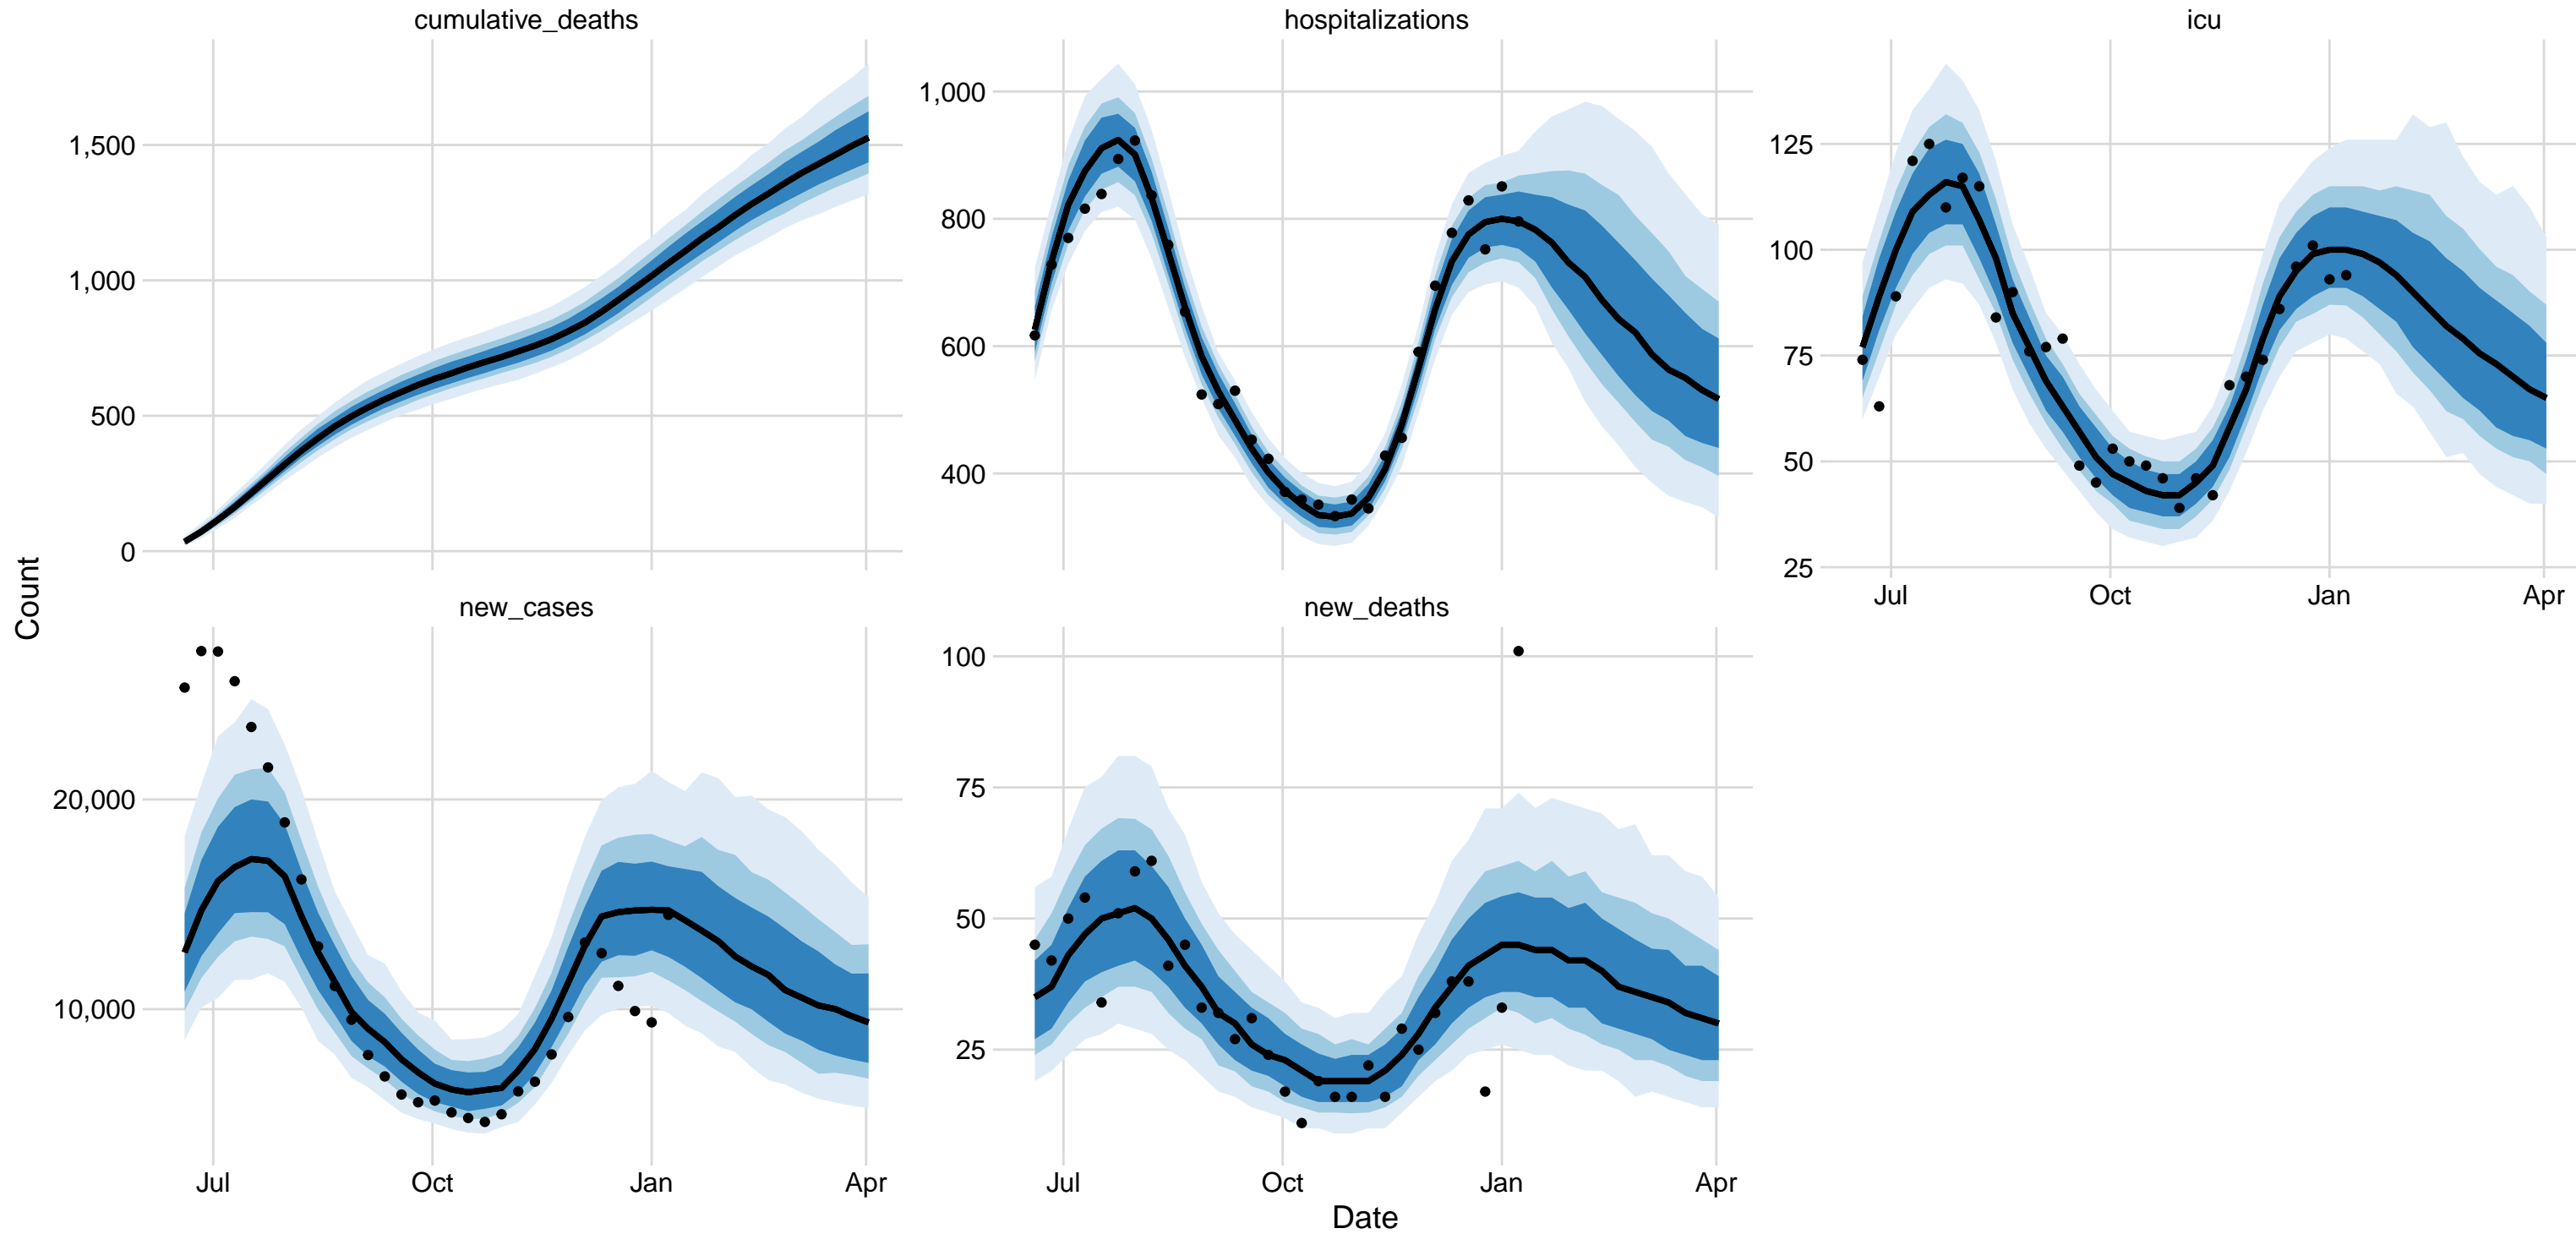 cumulative_deaths
hospitalizations
icu
1,500
1,000
500
0
1,000
800
600
400
125
100
75
50
25
Jul Oct Jan Apr
Count
new_cases
new_deaths
20,000
10,000
100
75
50
25
Jul Oct Jan Apr
Jul Oct Jan Apr
Date